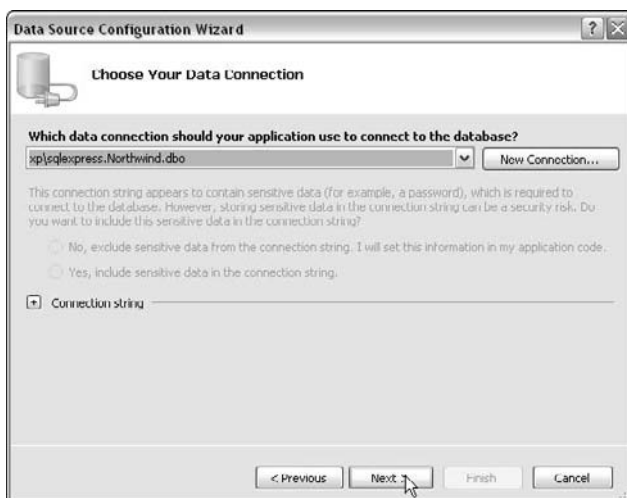 Data Source Configuration Wizard
?
Choose Your Data Connection
Which data connection should your application use to connect to the database?
xp\sqlexpress.Northwind.dbo
New Connection...
This connection string appears to contain sensitive data (for example, a password), which is required to
connect to the database. However, storing sensitive data in the connection string can be a security risk. Do
you want to include this sensitive data in the connection string?
No, exclude sensitive data from the connection string. I will set this information in my application code.
Yes, include sensitive data in the connection string.
+ Connection string
< Previous Next > Finish Cancel